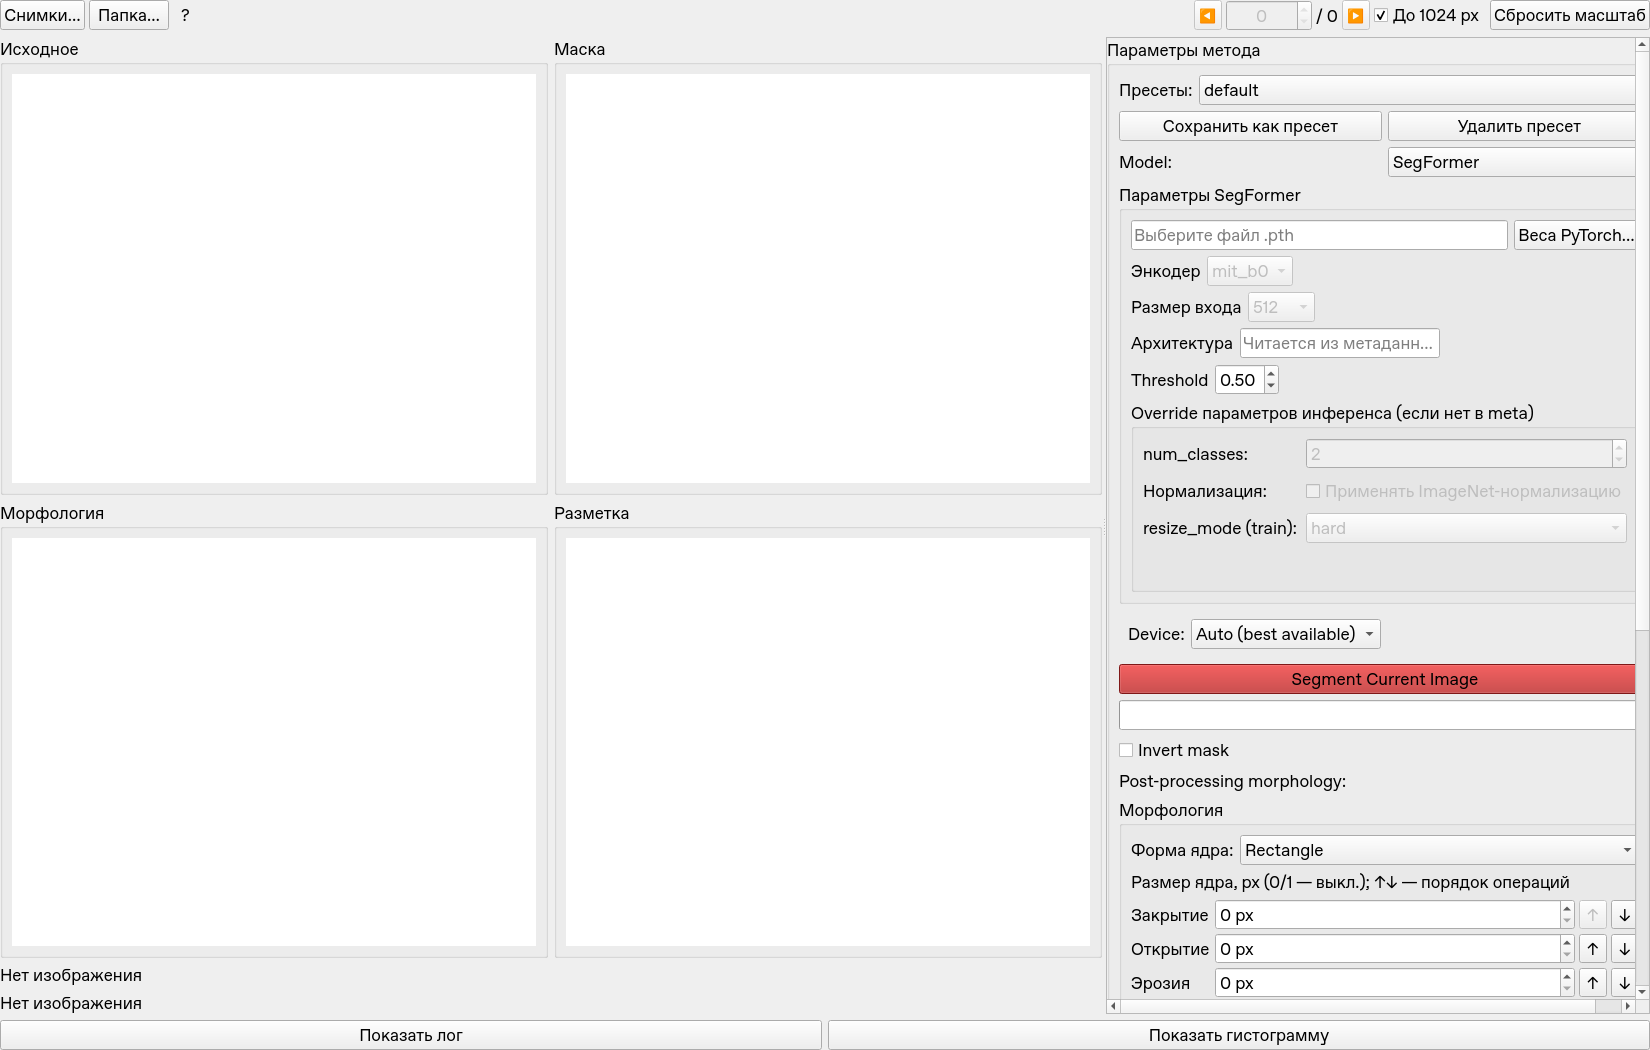 Снимки... Папка... ? 0 / 0 До 1024 px Сбросить масштаб
Исходное
Маска
Морфология
Разметка
Нет изображения
Нет изображения
Параметры метода
Пресеты: default
Сохранить как пресет Удалить пресет
Model: SegFormer
Параметры SegFormer
Выберите файл .pth Веса PyTorch...
Энкодер mit_b0
Размер входа 512
Архитектура Читается из метаданн...
Threshold 0.50
Override параметров инференса (если нет в meta)
num_classes: 2
Нормализация: Применять ImageNet-нормализацию
resize_mode (train): hard
Device: Auto (best available)
Segment Current Image
Invert mask
Post-processing morphology:
Морфология
Форма ядра: Rectangle
Размер ядра, px (0/1 — выкл.); ↑↓ — порядок операций
Закрытие 0 px ↑ ↓
Открытие 0 px ↑ ↓
Эрозия 0 px ↑ ↓
Показать лог Показать гистограмму